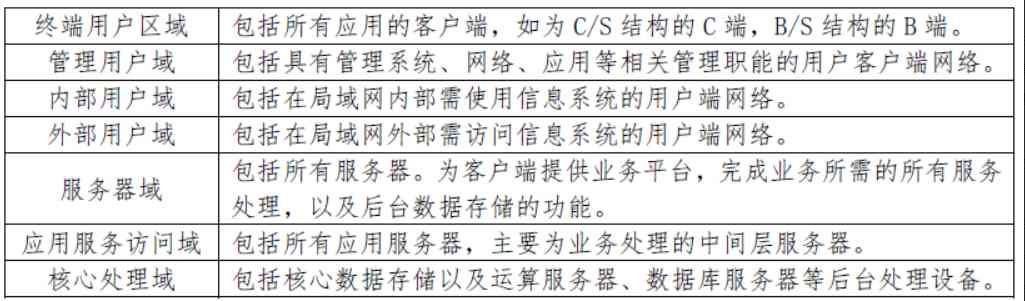 终端用户区域 包括所有应用的客户端，如为 C/S 结构的 C 端，B/S 结构的 B 端。
管理用户域 包括具有管理系统、网络、应用等相关管理职能的用户客户端网络。
内部用户域 包括在局域网内部需使用信息系统的用户端网络。
外部用户域 包括在局域网外部需访问信息系统的用户端网络。
服务器域 包括所有服务器。为客户端提供业务平台，完成业务所需的所有服务
处理，以及后台数据存储的功能。
应用服务访问域 包括所有应用服务器，主要为业务处理的中间层服务器。
核心处理域 包括核心数据存储以及运算服务器、数据库服务器等后台处理设备。